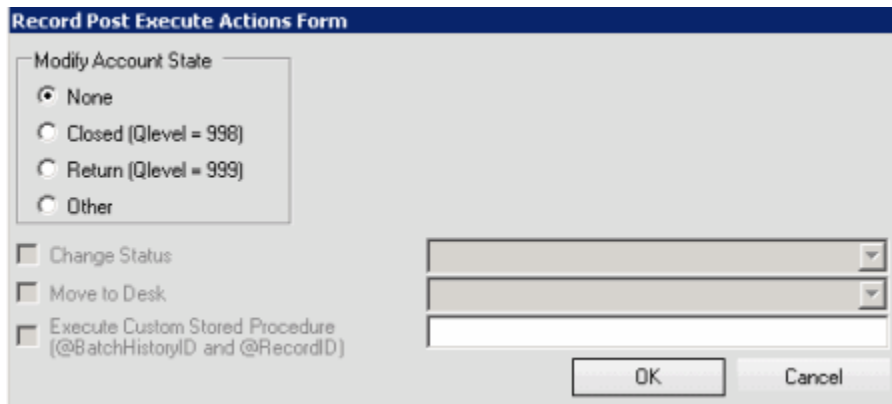 Record Post Execute Actions Form
Modify Account State
None
Closed (Qlevel = 998)
Return (Qlevel = 999)
Other
Change Status
Move to Desk
Execute Custom Stored Procedure
(@BatchHistoryID and @RecordID)
OK
Cancel